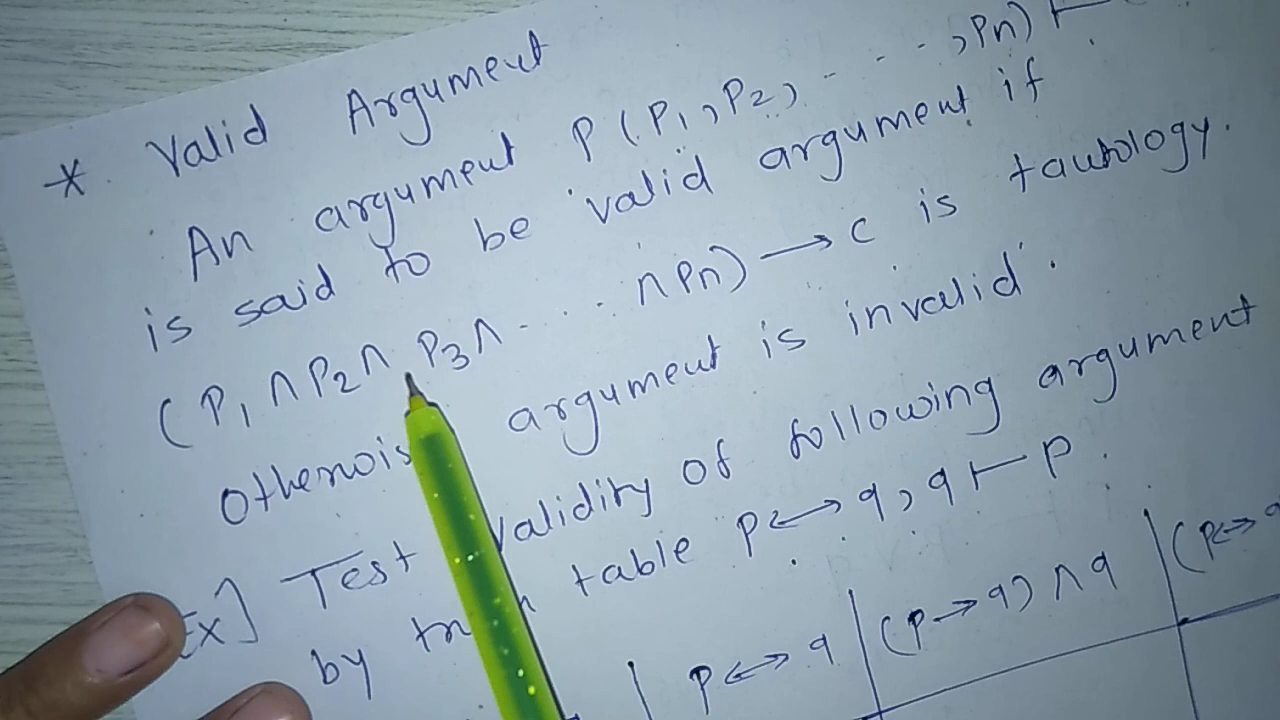 * Valid Argument
An argument P(P1, P2, - - - -, Pn) ⊢
is said to be valid argument if
(P1 ∧ P2 ∧ P3 ∧ - - . . . . ∧ Pn) → c is tautology.
argument is invalid.
Ex] Test validity of following argument
by table p ↔ q, q ⊢ p.
p ↔ q | (p → q) ∧ q | (p ↔ q